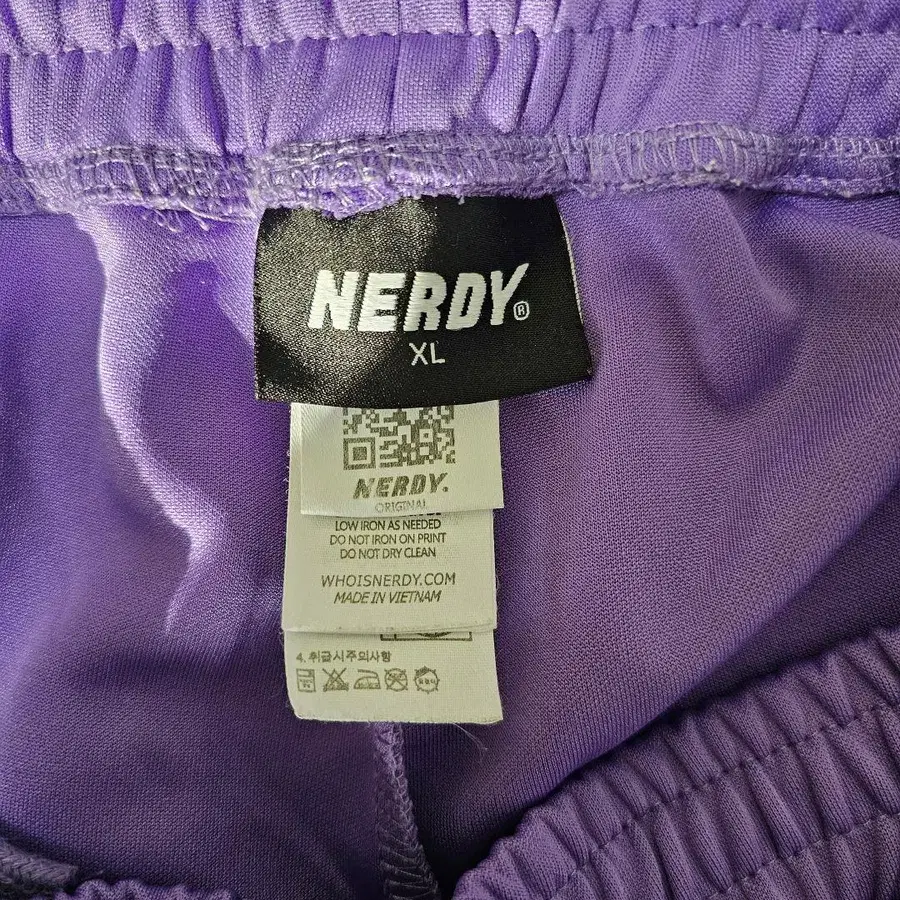 NERDY®
XL
NERDY.
ORIGINAL
LOW IRON AS NEEDED
DO NOT IRON ON PRINT
DO NOT DRY CLEAN
WHOISNERDY.COM
MADE IN VIETNAM
4. 취급시주의사항